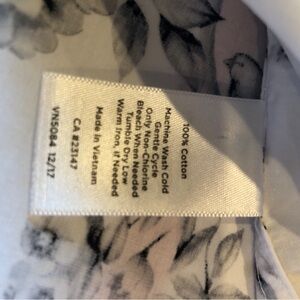 100% Cotton
Machine Wash Cold
Gentle Cycle
Only Non-Chlorine
Bleach When Needed
Tumble Dry Low
Warm Iron, if Needed
Made in Vietnam
CA #23147
VN5084 12/17